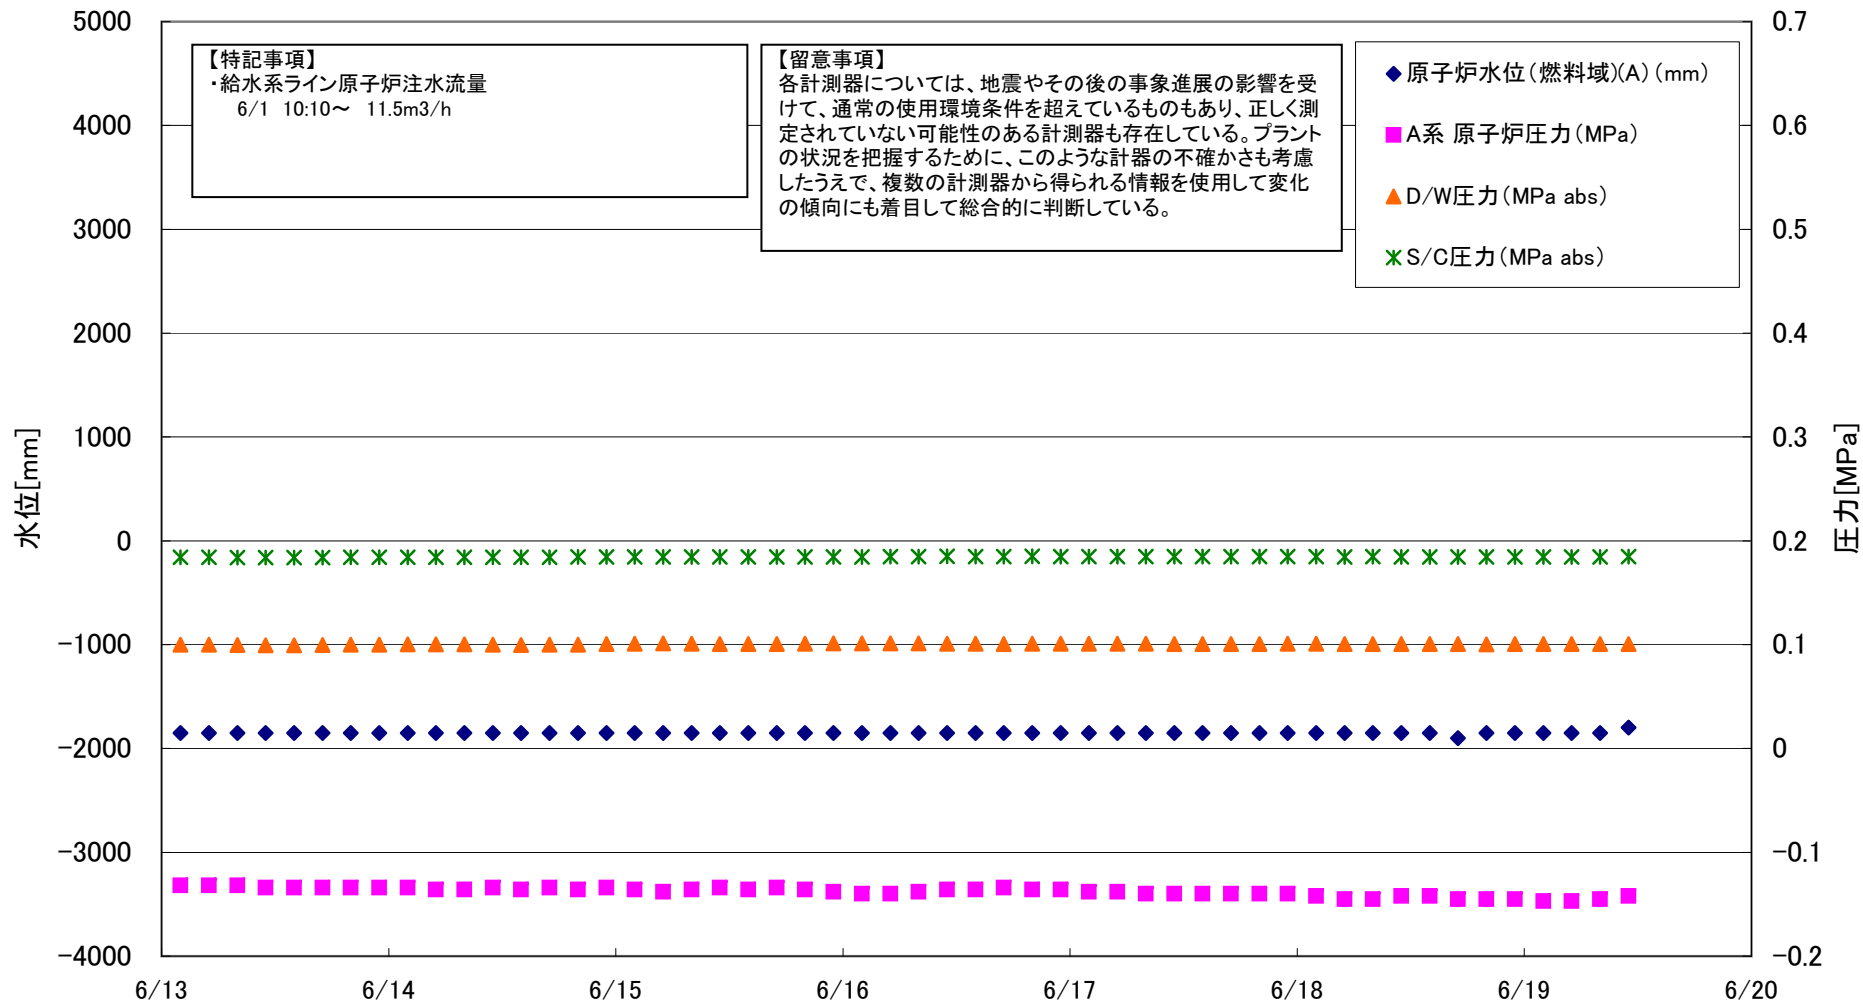 5000
4000
3000
2000
1000
0
-1000
-2000
-3000
-4000
水位[mm]
【特記事項】
・給水系ライン原子炉注水流量
6/1 10:10～ 11.5m3/h
【留意事項】
各計測器については、地震やその後の事象進展の影響を受
けて、通常の使用環境条件を超えているものもあり、正しく測
定されていない可能性のある計測器も存在している。プラント
の状況を把握するために、このような計器の不確かさも考慮
したうえで、複数の計測器から得られる情報を使用して変化
の傾向にも着目して総合的に判断している。
原子炉水位(燃料域)(A)(mm)
A系 原子炉圧力(MPa)
D/W圧力(MPa abs)
S/C圧力(MPa abs)
0.7
0.6
0.5
0.4
0.3
0.2
0.1
0
-0.1
-0.2
圧力[MPa]
6/13
6/14
6/15
6/16
6/17
6/18
6/19
6/20